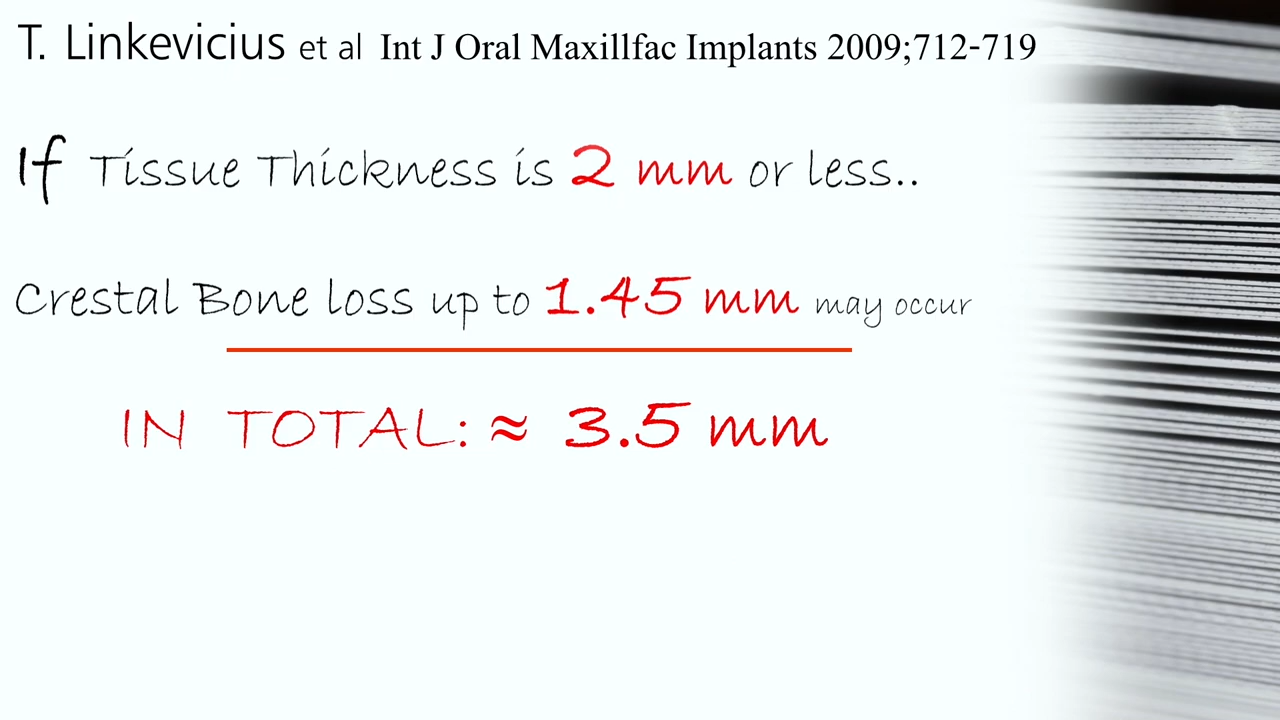 T. Linkevicius et al Int J Oral Maxillfac Implants 2009;712-719
If Tissue Thickness is 2 mm or less..
Crestal Bone loss up to 1.45 mm may occur
IN TOTAL: ≈ 3.5 mm